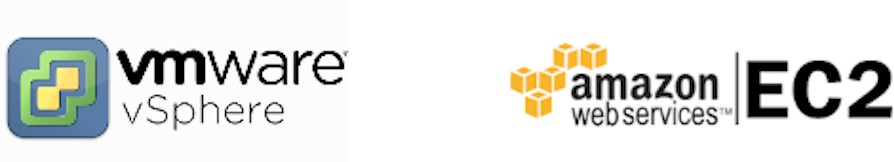 vmware
vSphere
amazon
webservices™
EC2